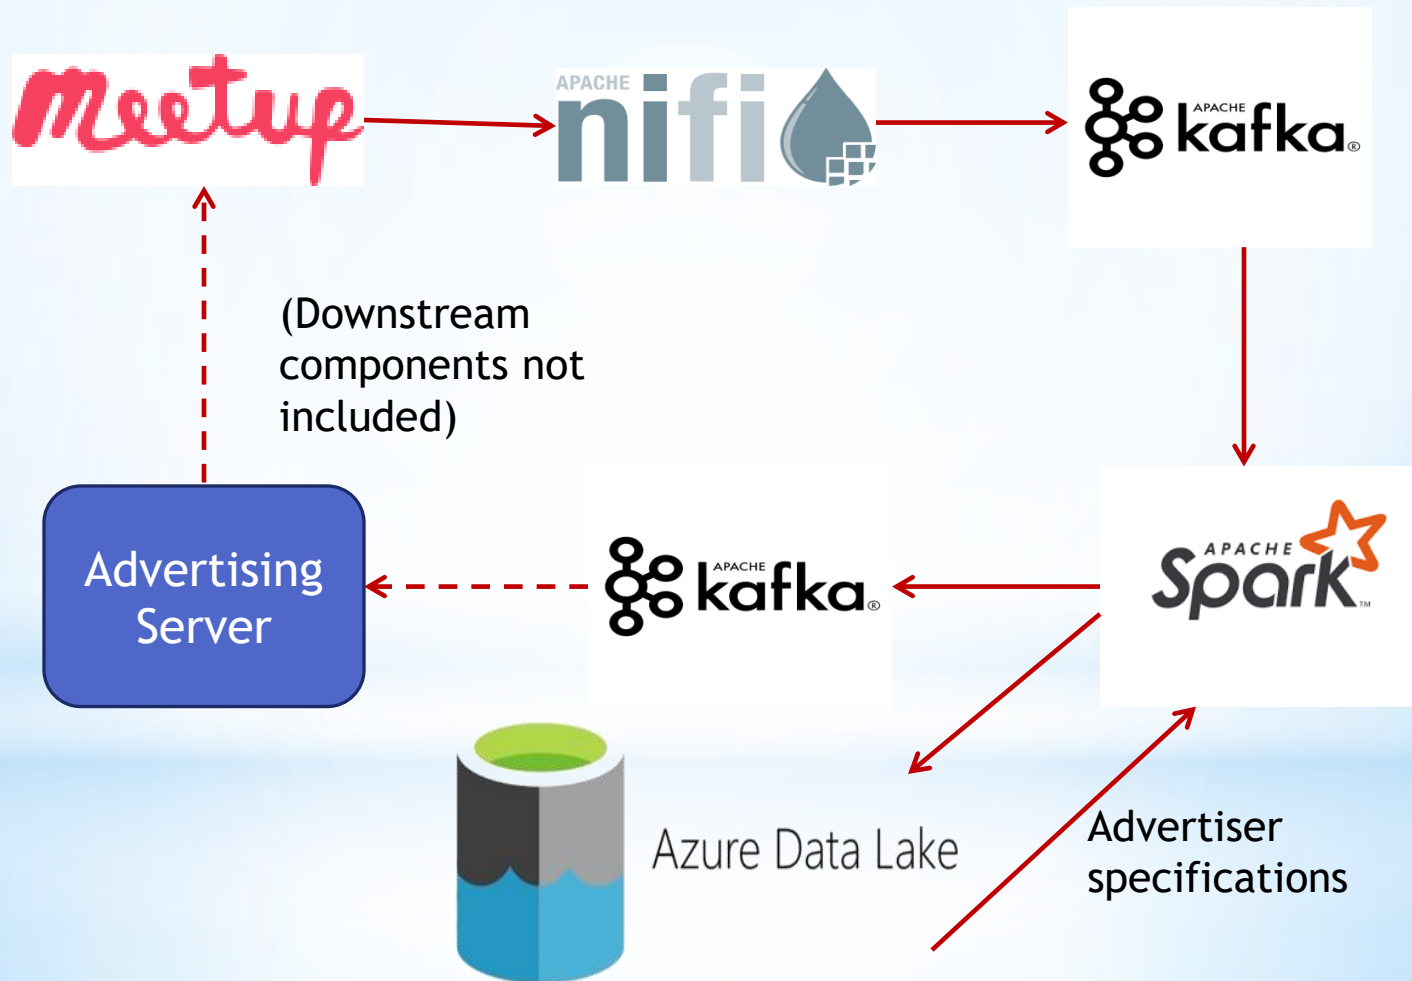 meetup
APACHE
nifi
APACHE
kafka®
(Downstream
components not
included)
Advertising
Server
APACHE
kafka®
APACHE
Spark™
Azure Data Lake
Advertiser
specifications